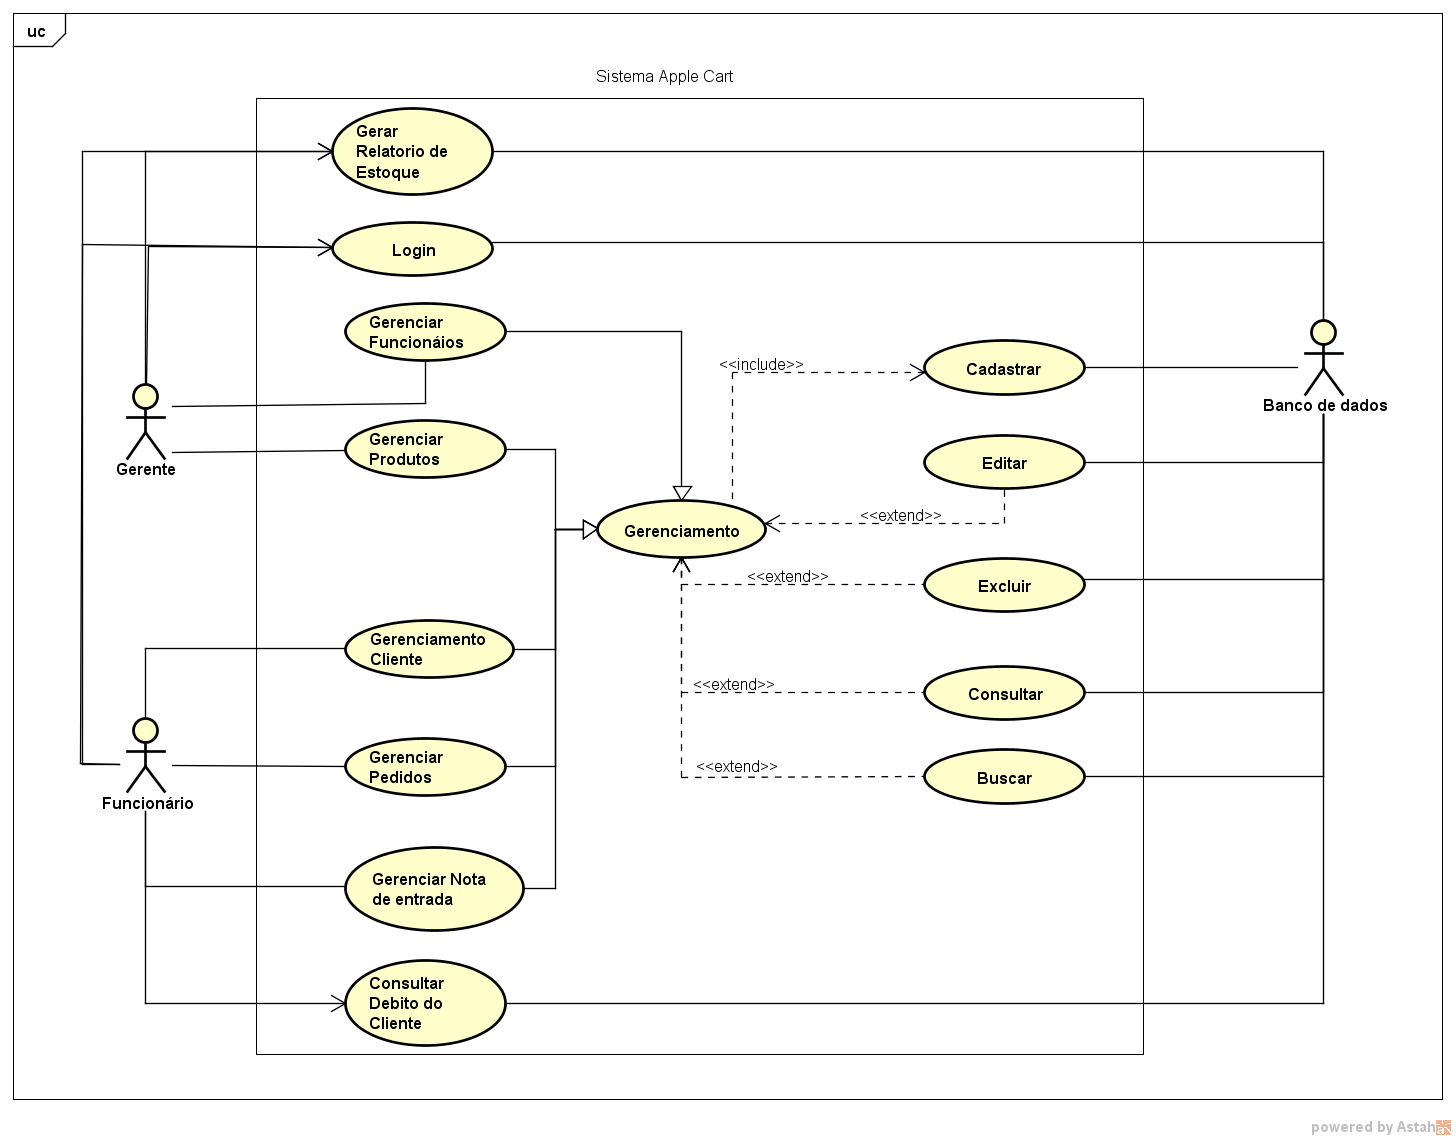 uc
Sistema Apple Cart
Gerar
Relatorio de
Estoque
Login
Gerenciar
Funcionáios
<<include>>
Cadastrar
Banco de dados
Gerenciar
Produtos
Gerente
Editar
<<extend>>
Gerenciamento
<<extend>>
Excluir
Gerenciamento
Cliente
<<extend>>
Consultar
Gerenciar
Pedidos
<<extend>>
Buscar
Funcionário
Gerenciar Nota
de entrada
Consultar
Debito do
Cliente
powered by Astah